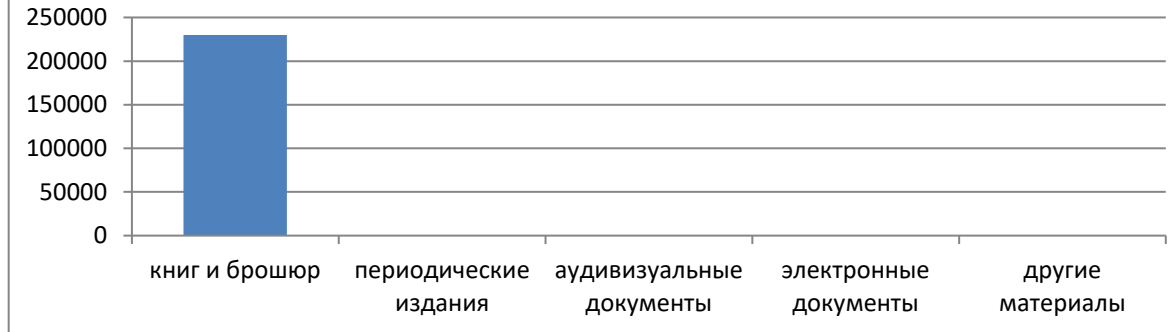 250000
200000
150000
100000
50000
0
книг и брошюр
периодические
издания
аудивизуальные
документы
электронные
документы
другие
материалы